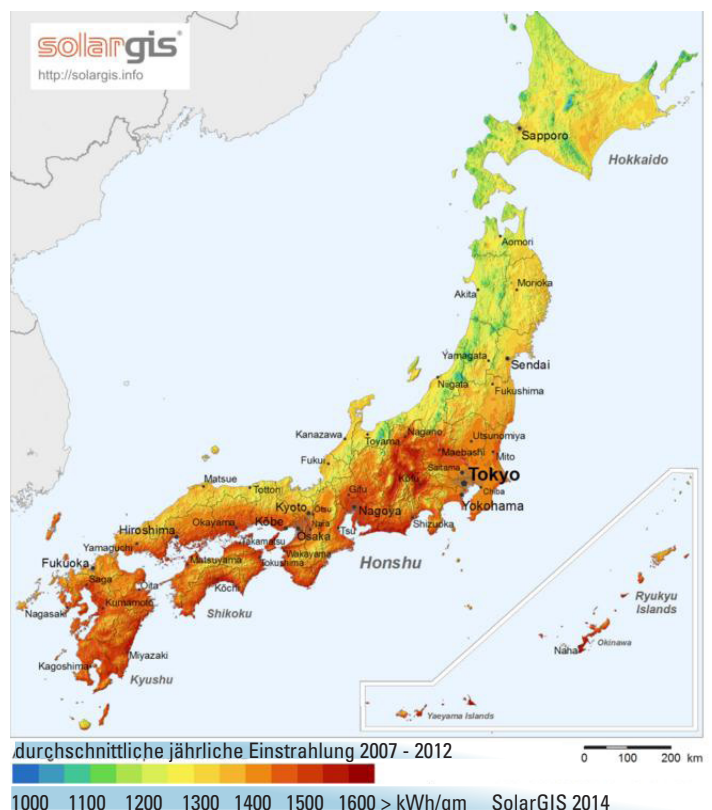 solargis
http://solargis.info
Sapporo
Hokkaido
Aomori
Morioka
Akita
Yamagata
Sendai
Niigata
Fukushima
Kanazawa
Toyama
Nagano
Utsunomiya
Maebashi
Mito
Fukui
Saitama
Tokyo
Kofu
Chiba
Matsue
Tottori
Gifu
Yokohama
Kyoto
Otsu
Nagoya
Okayama
Kōbe
Nara
Shizuoka
Hiroshima
Osaka
Tsu
Takamatsu
Yamaguchi
Wakayama
Honshu
Fukuoka
Matsuyama
Tokushima
Saga
Oita
Kōchi
Kumamoto
Shikoku
Nagasaki
Miyazaki
Kagoshima
Kyushu
Ryukyu
Islands
Naha
Okinawa
Yaeyama Islands
durchschnittliche jährliche Einstrahlung 2007 - 2012
0 100 200 km
1000 1100 1200 1300 1400 1500 1600 > kWh/qm SolarGIS 2014